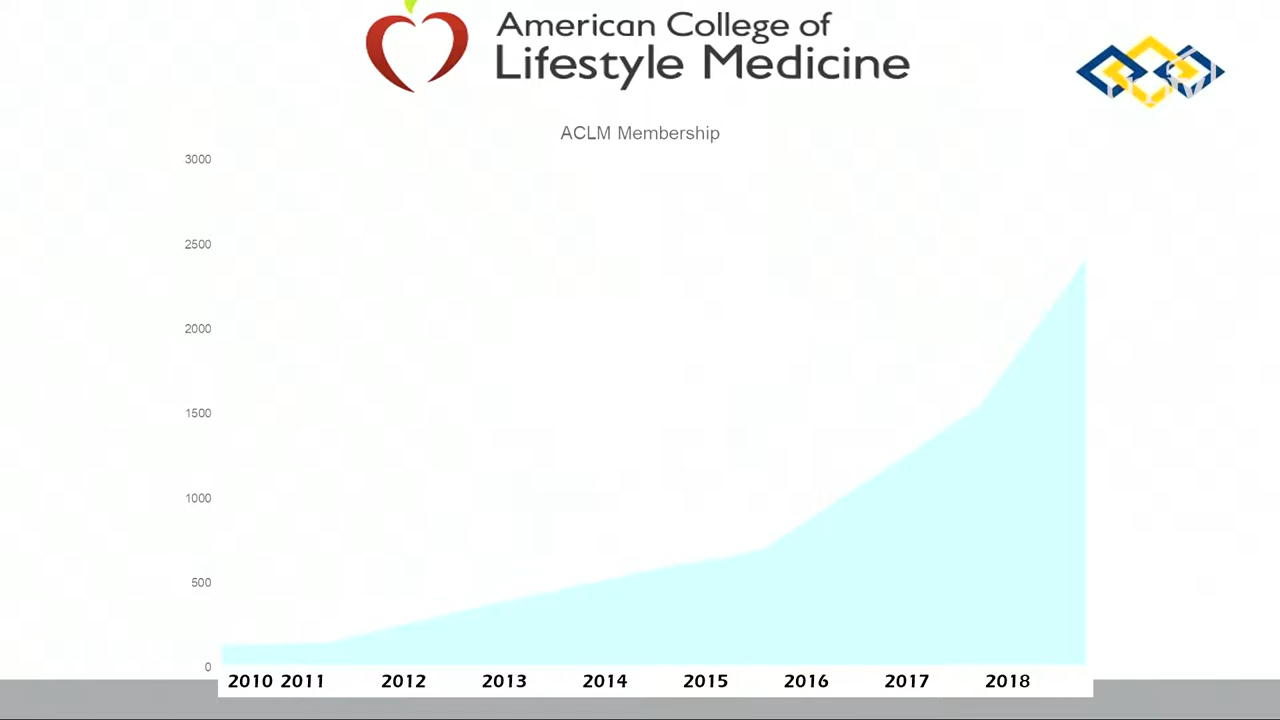 American College of
Lifestyle Medicine
ACLM Membership
3000
2500
2000
1500
1000
500
0
2010 2011 2012 2013 2014 2015 2016 2017 2018